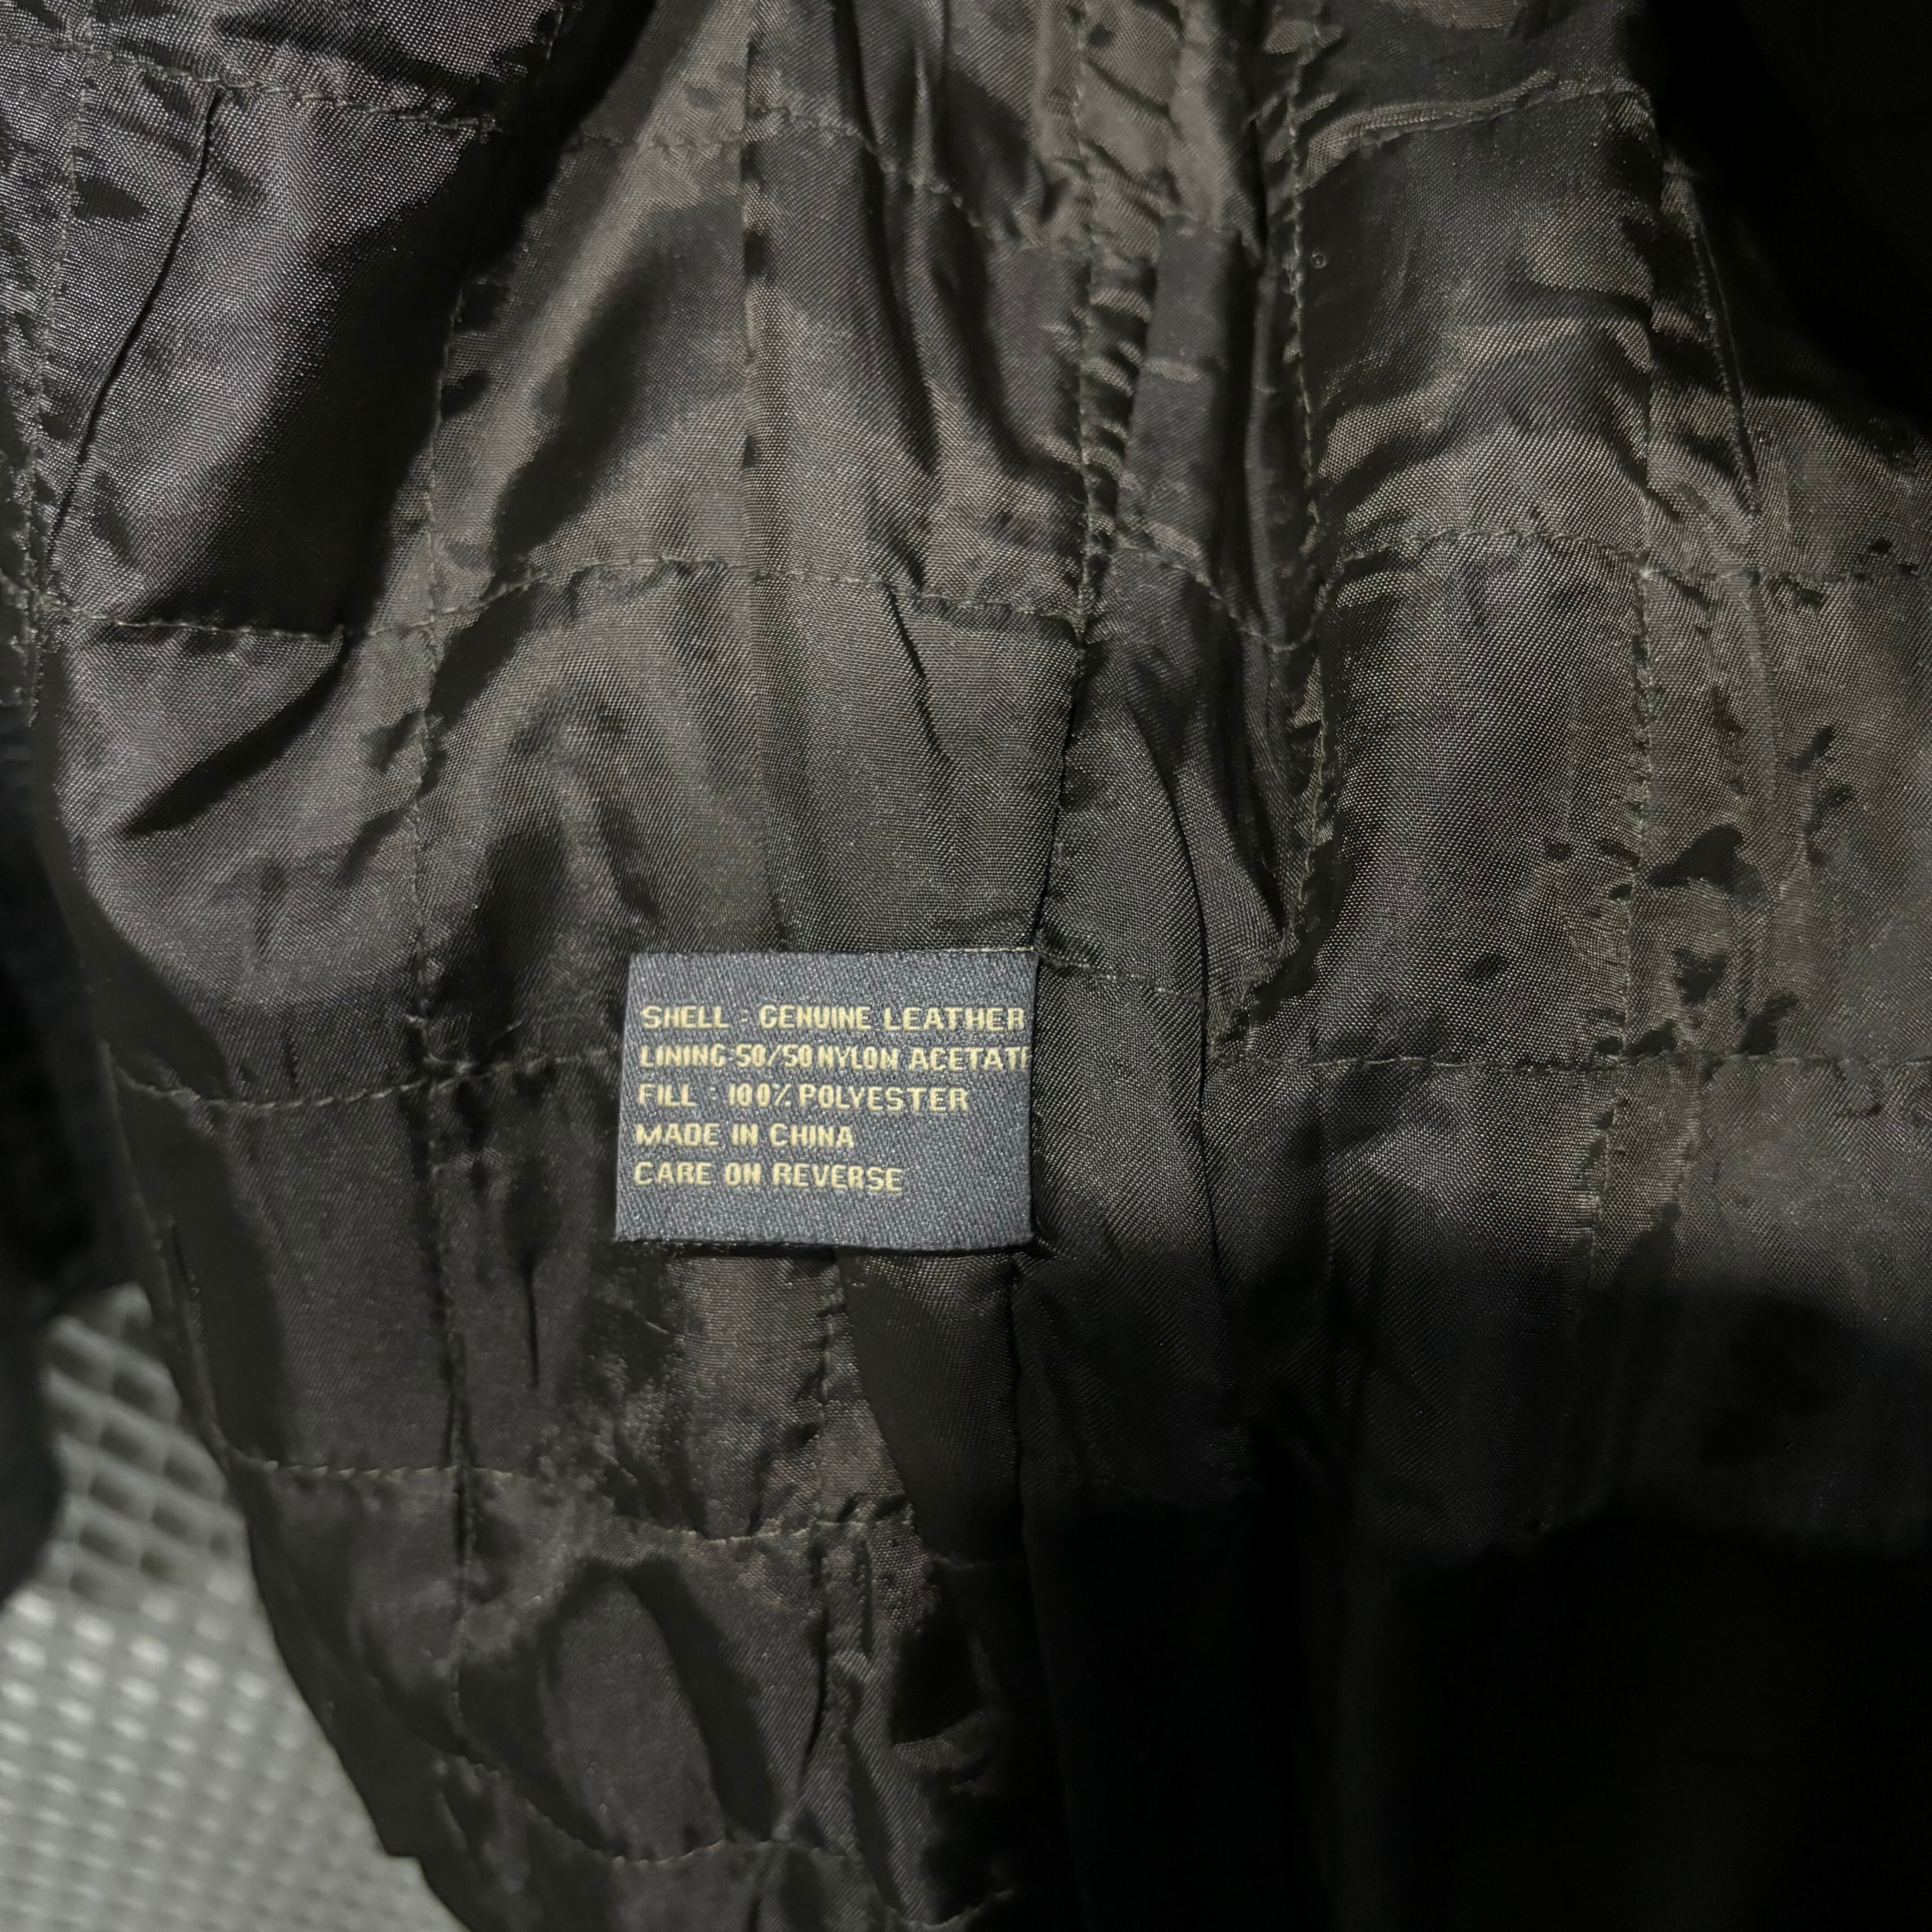 SHELL : GENUINE LEATHER
LINING:50/50 NYLON ACETATE
FILL : 100% POLYESTER
MADE IN CHINA
CARE ON REVERSE